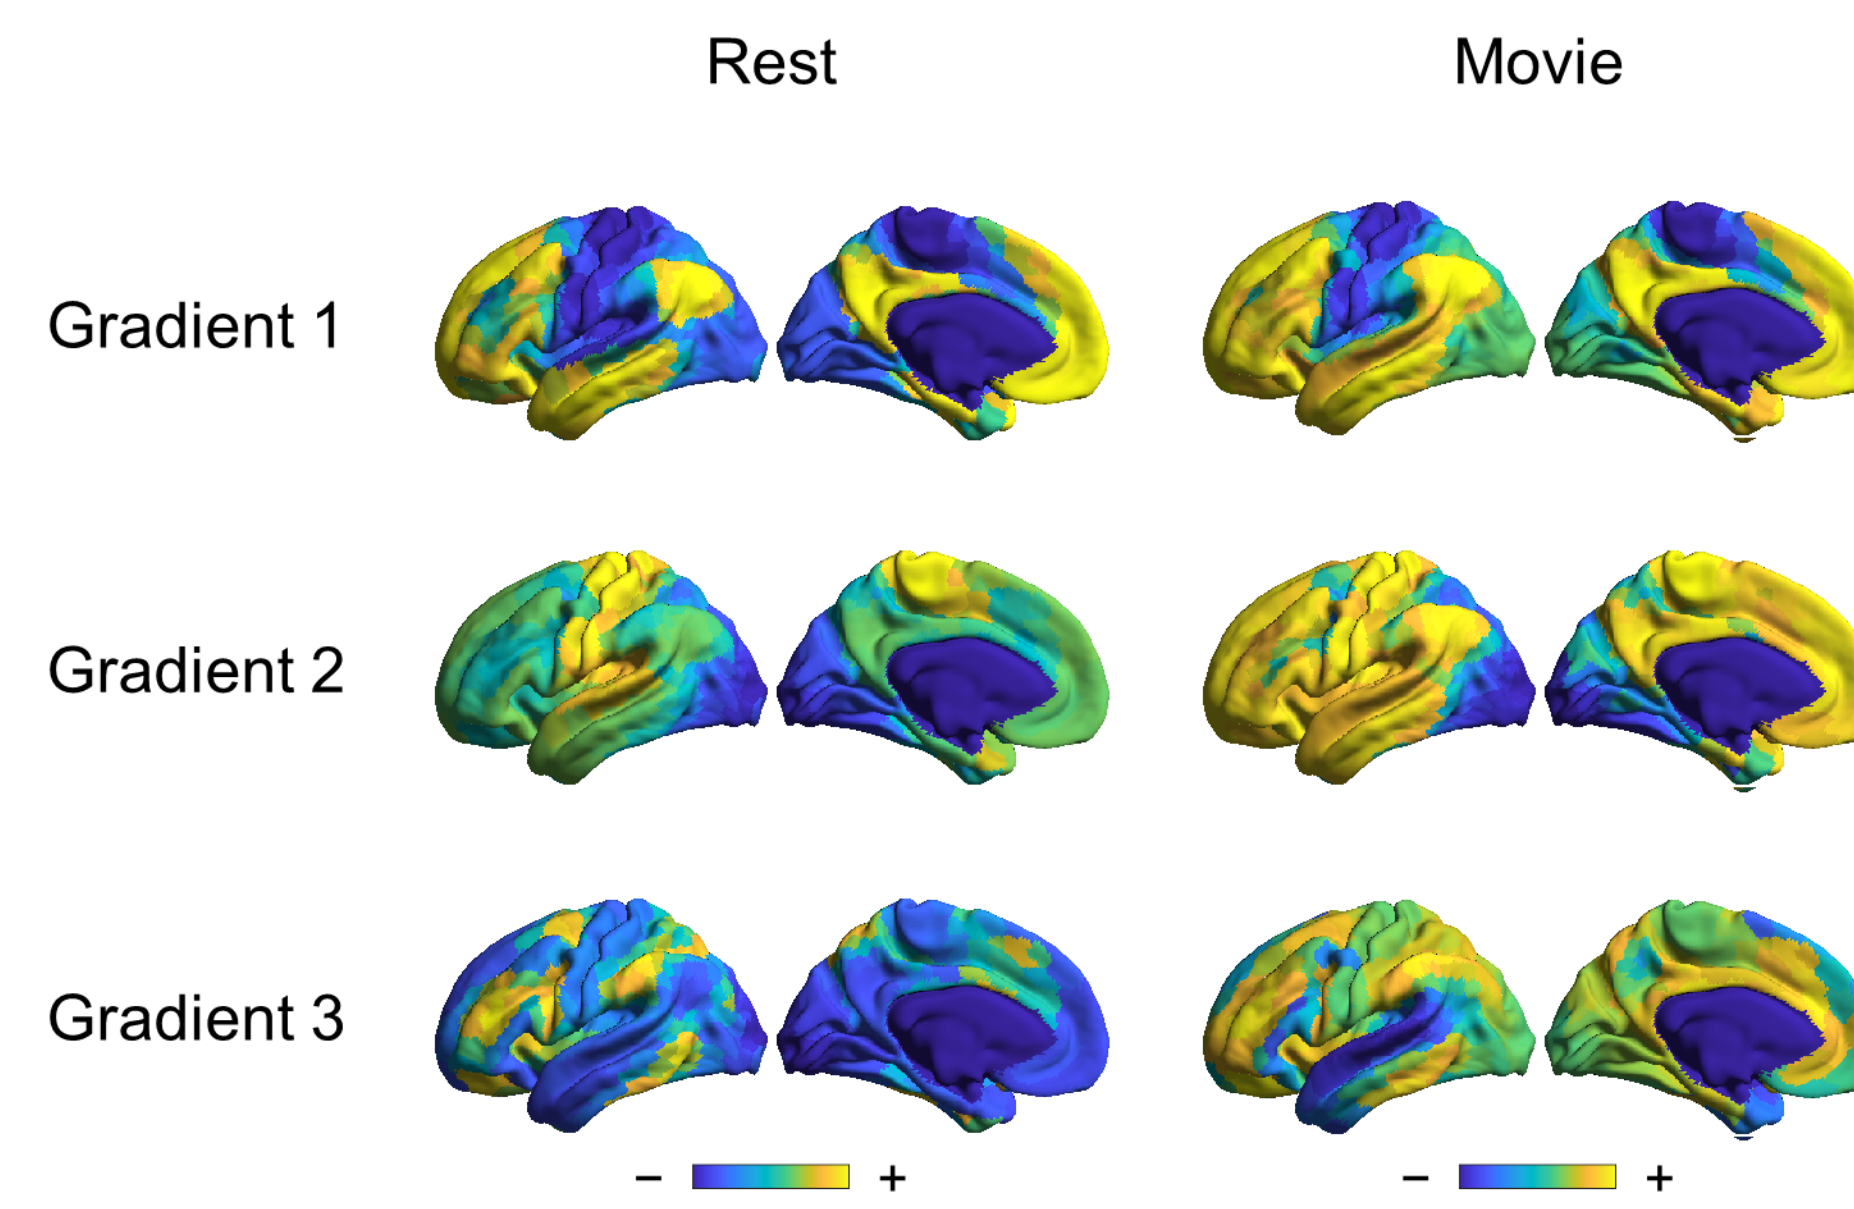 Rest
Movie
Gradient 1
Gradient 2
Gradient 3
− +
− +